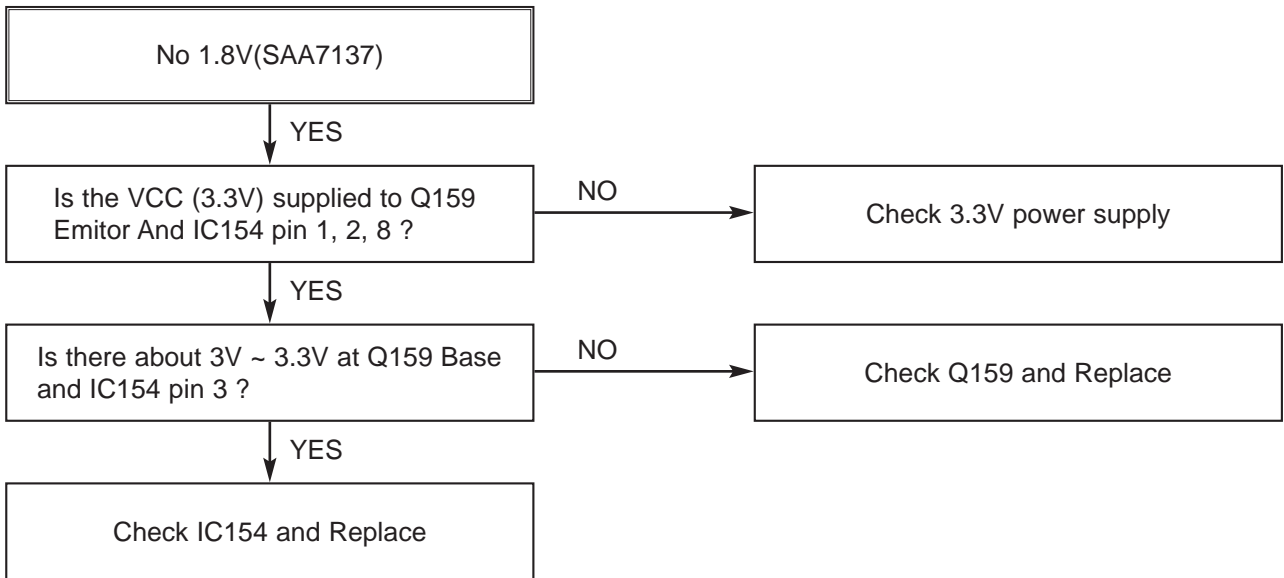 No 1.8V(SAA7137)
YES
Is the VCC (3.3V) supplied to Q159
Emitor And IC154 pin 1, 2, 8 ?
NO
Check 3.3V power supply
YES
Is there about 3V ~ 3.3V at Q159 Base
and IC154 pin 3 ?
NO
Check Q159 and Replace
YES
Check IC154 and Replace